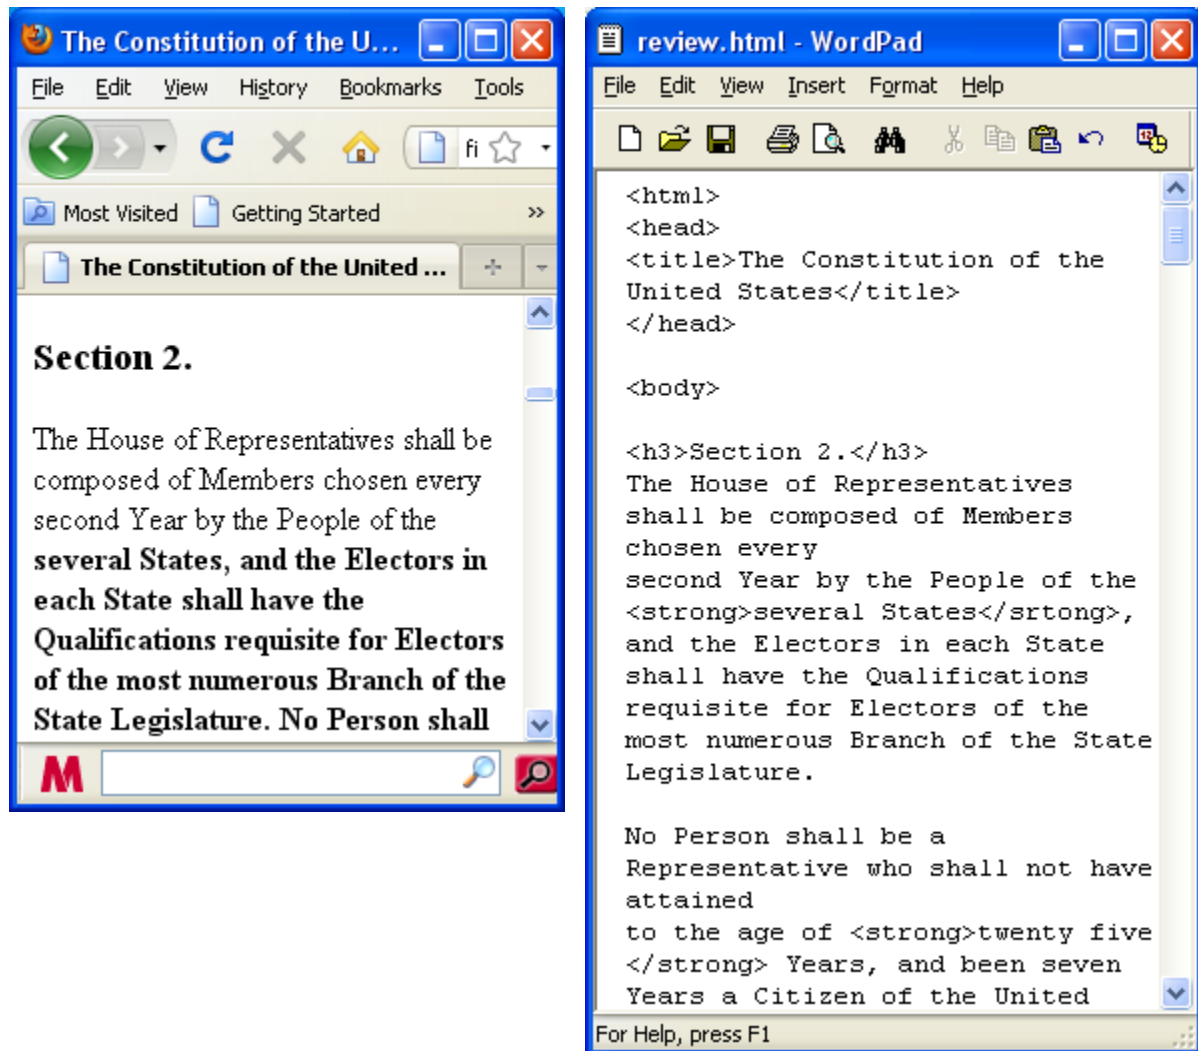 The Constitution of the U...
File Edit View History Bookmarks Tools
fi
Most Visited Getting Started »
The Constitution of the United ...
Section 2.
The House of Representatives shall be
composed of Members chosen every
second Year by the People of the
several States, and the Electors in
each State shall have the
Qualifications requisite for Electors
of the most numerous Branch of the
State Legislature. No Person shall
M
review.html - WordPad
File Edit View Insert Format Help
<html>
<head>
<title>The Constitution of the
United States</title>
</head>
<body>
<h3>Section 2.</h3>
The House of Representatives
shall be composed of Members
chosen every
second Year by the People of the
<strong>several States</srtong>,
and the Electors in each State
shall have the Qualifications
requisite for Electors of the
most numerous Branch of the State
Legislature.
No Person shall be a
Representative who shall not have
attained
to the age of <strong>twenty five
</strong> Years, and been seven
Years a Citizen of the United
For Help, press F1